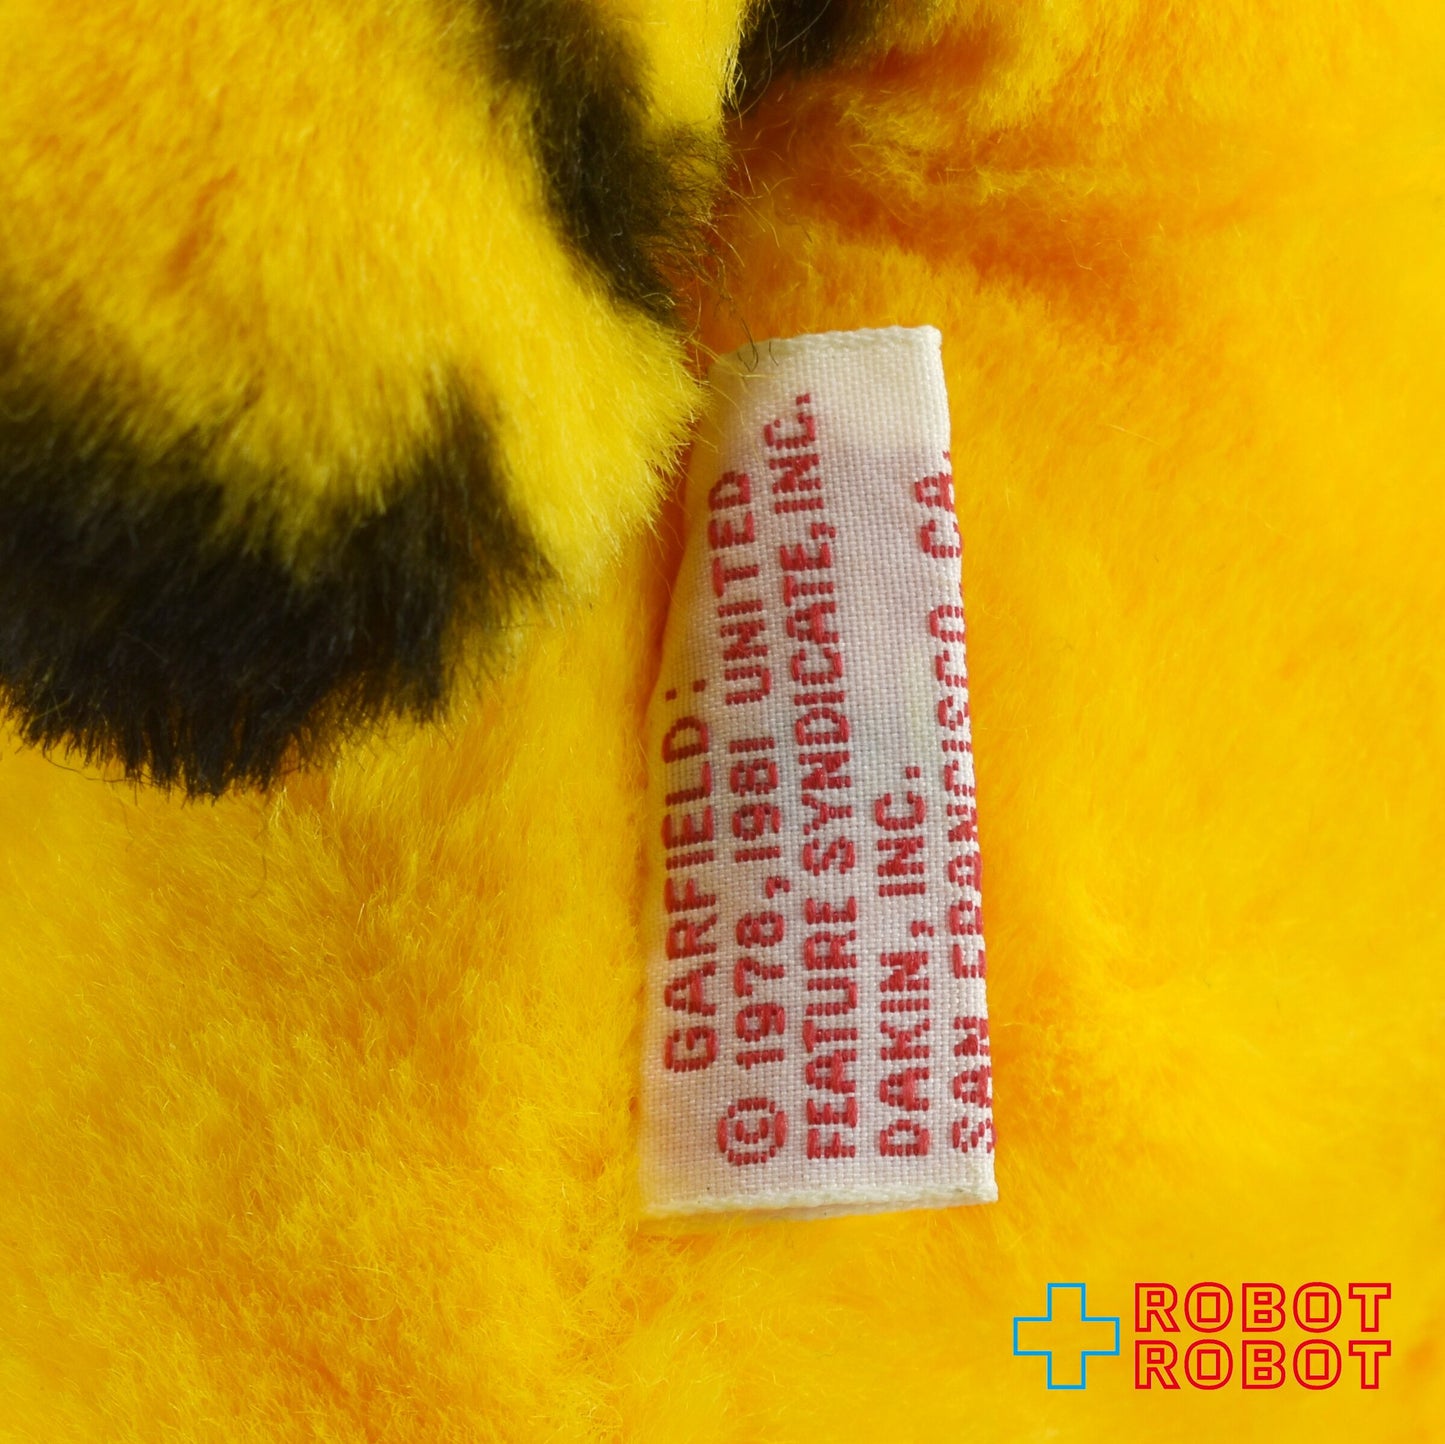 GARFIELD:
© 1978, 1981 UNITED
FEATURE SYNDICATE, INC.
DAKIN, INC.
SAN FRANCISCO CA.
ROBOT
ROBOT